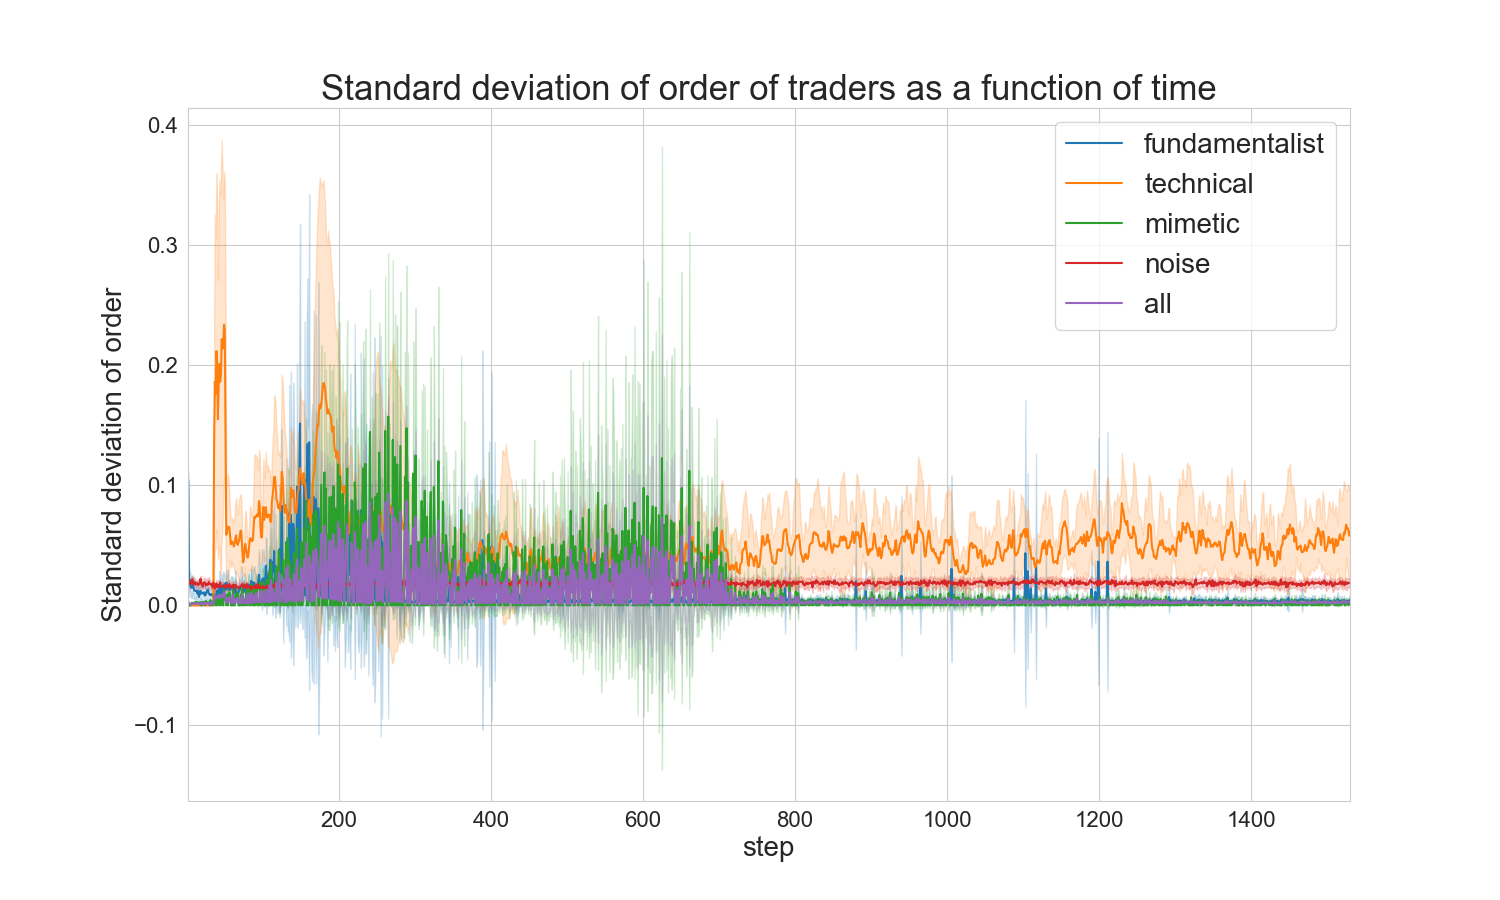 Standard deviation of order of traders as a function of time
Standard deviation of order
0.4
0.3
0.2
0.1
0.0
−0.1
fundamentalist
technical
mimetic
noise
all
200 400 600 800 1000 1200 1400
step